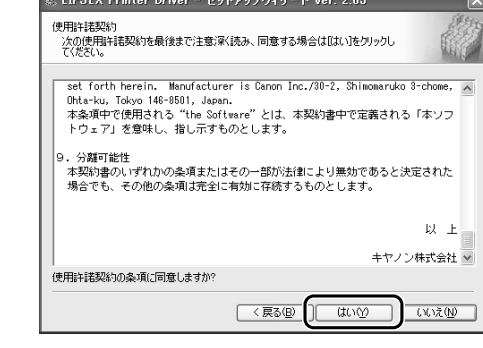 LIPSLX Printer Driver - セットアップウィザード Ver. 2.05
使用許諾契約
次の使用許諾契約を最後まで注意深く読み、同意する場合は[はい]をクリックし
てください。
set forth herein. Manufacturer is Canon Inc./30-2, Shimomaruko 3-chome,
Ohta-ku, Tokyo 146-8501, Japan.
本条項中で使用される “the Software” とは、本契約書中で定義される「本ソフ
トウェア」を意味し、指し示すものとします。
9. 分離可能性
本契約書のいずれかの条項またはその一部が法律により無効であると決定された
場合でも、その他の条項は完全に有効に存続するものとします。
以 上
キヤノン株式会社
使用許諾契約の条項に同意しますか?
< 戻る(B)
はい(Y)
いいえ(N)